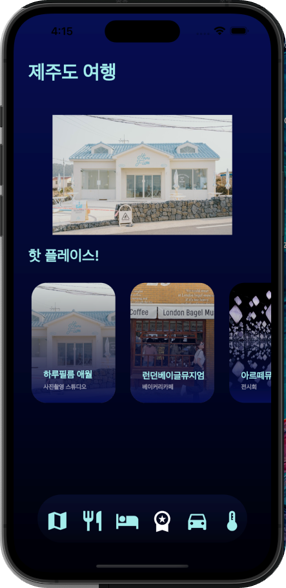 4:15
제주도 여행
핫 플레이스!
하루필름 애월
사진촬영 스튜디오
Coffee
London Bagel Mu
런던베이글뮤지엄
베이커리카페
아르떼뮤
전시회